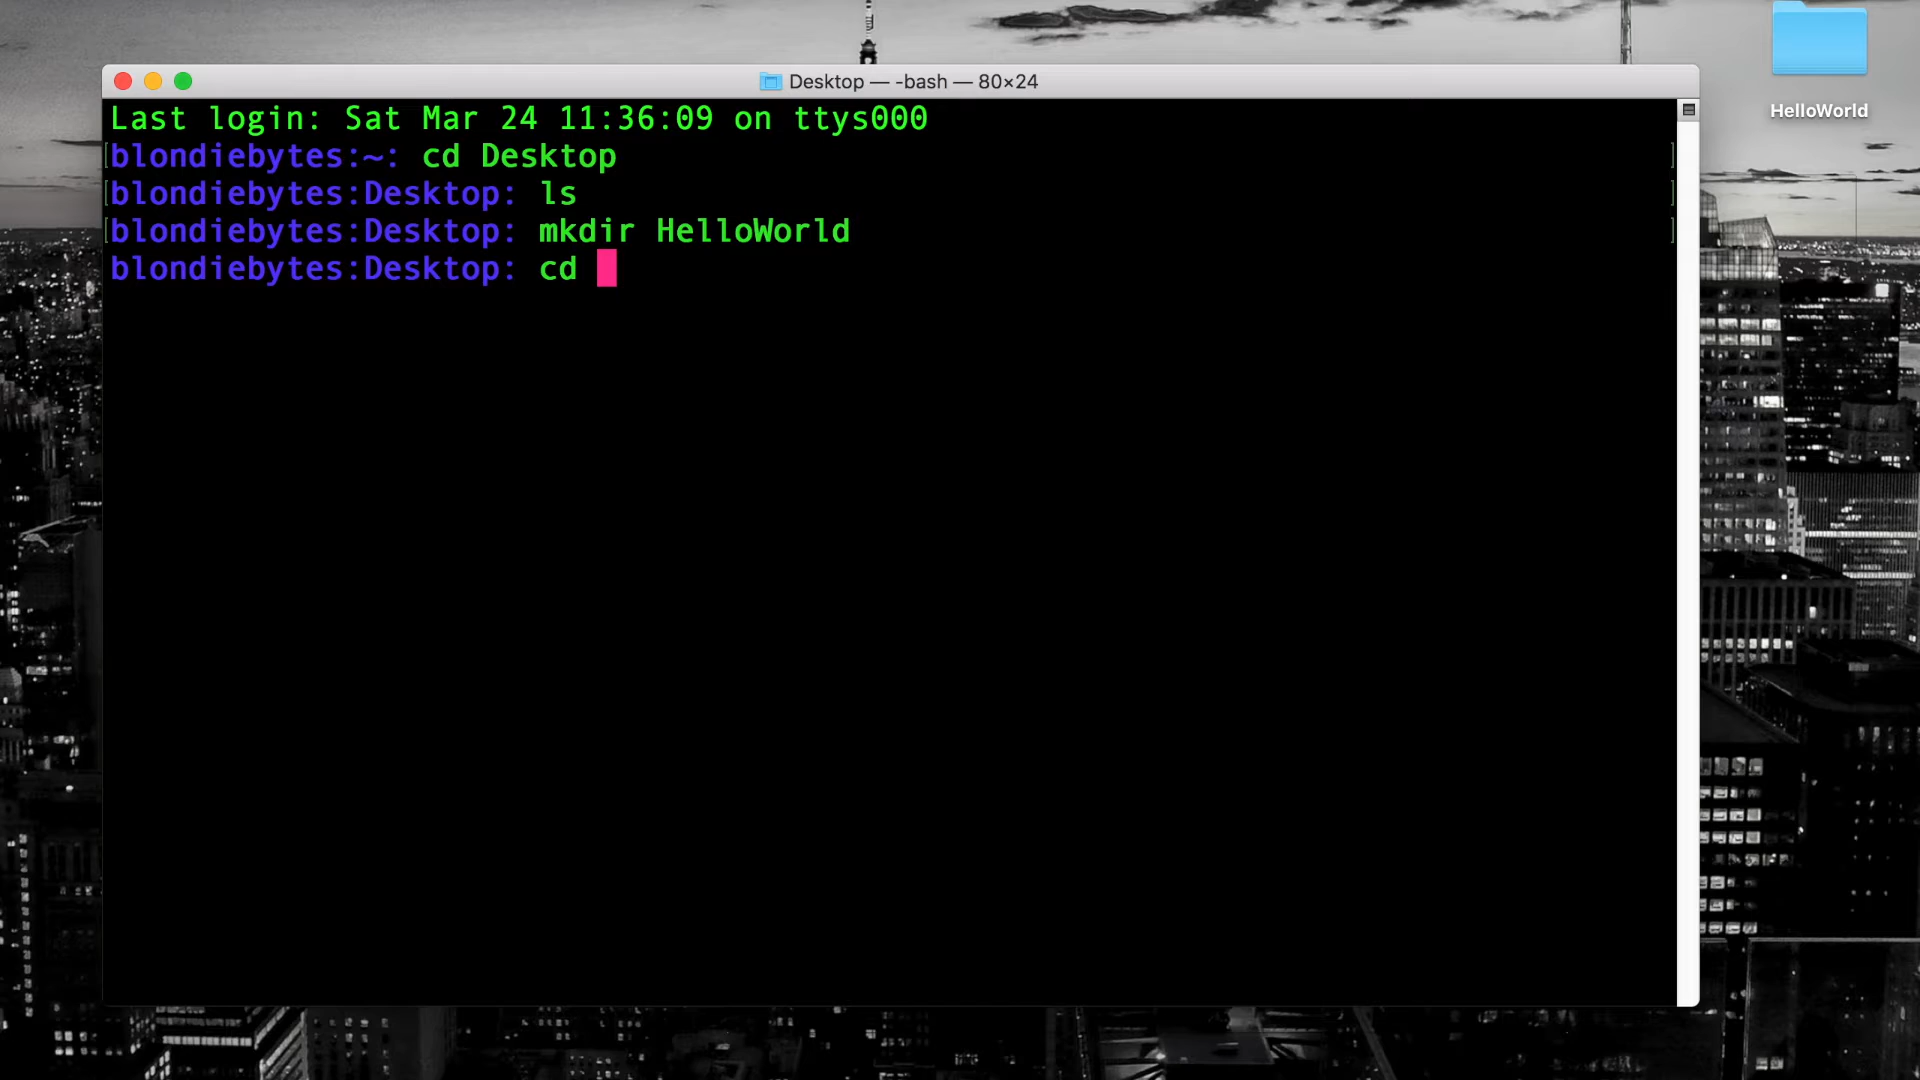 Desktop — -bash — 80×24
HelloWorld
Last login: Sat Mar 24 11:36:09 on ttys000
blondiebytes:~: cd Desktop
blondiebytes:Desktop: ls
blondiebytes:Desktop: mkdir HelloWorld
blondiebytes:Desktop: cd